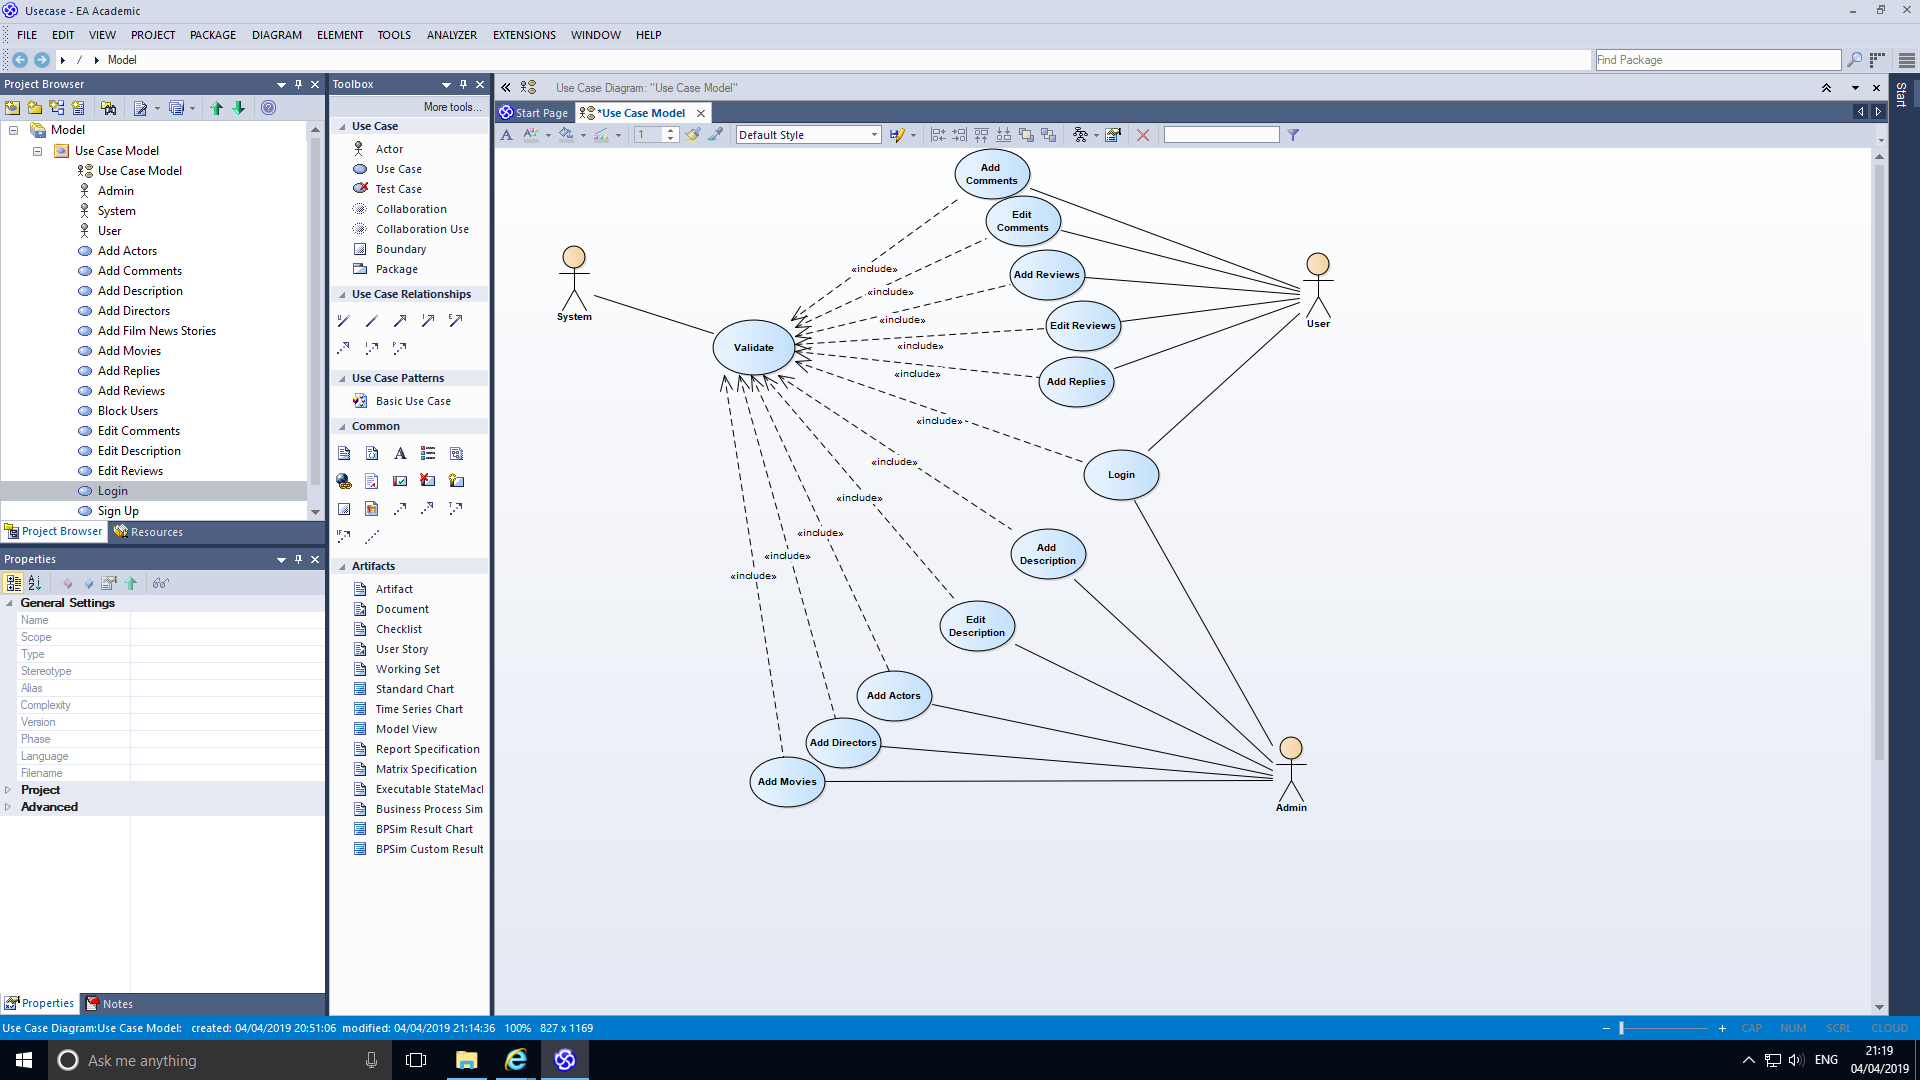 Usecase - EA Academic
FILE EDIT VIEW PROJECT PACKAGE DIAGRAM ELEMENT TOOLS ANALYZER EXTENSIONS WINDOW HELP
/ Model
Find Package
Project Browser
Model
Use Case Model
Use Case Model
Admin
System
User
Add Actors
Add Comments
Add Description
Add Directors
Add Film News Stories
Add Movies
Add Replies
Add Reviews
Block Users
Edit Comments
Edit Description
Edit Reviews
Login
Sign Up
Project Browser Resources
Properties
General Settings
Name
Scope
Type
Stereotype
Alias
Complexity
Version
Phase
Language
Filename
Project
Advanced
Properties Notes
Toolbox
More tools...
Use Case
Actor
Use Case
Test Case
Collaboration
Collaboration Use
Boundary
Package
Use Case Relationships
Use Case Patterns
Basic Use Case
Common
Artifacts
Artifact
Document
Checklist
User Story
Working Set
Standard Chart
Time Series Chart
Model View
Report Specification
Matrix Specification
Executable StateMacl
Business Process Sim
BPSim Result Chart
BPSim Custom Result
Use Case Diagram: "Use Case Model"
Start Page *Use Case Model
1 Default Style
Start
Add
Comments
Edit
Comments
Add Reviews
Edit Reviews
Add Replies
Login
Add
Description
Edit
Description
Add Actors
Add Directors
Add Movies
System
Validate
User
Admin
«include»
«include»
«include»
«include»
«include»
«include»
«include»
«include»
«include»
«include»
«include»
Use Case Diagram:Use Case Model: created: 04/04/2019 20:51:06 modified: 04/04/2019 21:14:36 100% 827 x 1169
CAP NUM SCRL CLOUD
Ask me anything
ENG
21:19
04/04/2019